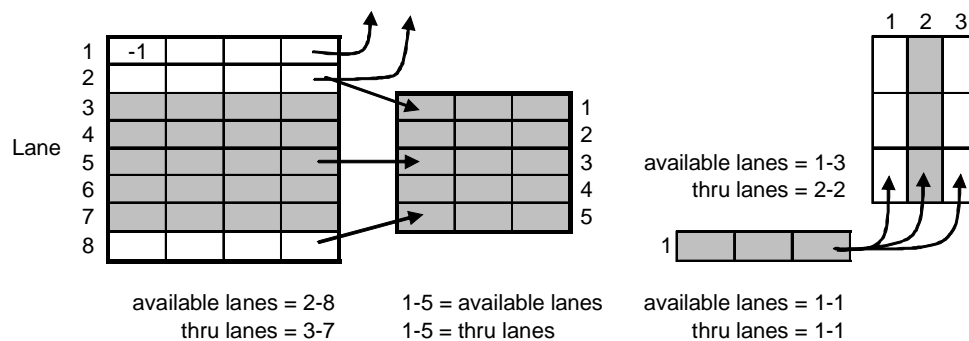 1 2 3
1 -1
2
3 1
4 2
Lane 5 3
6 4
7 5
8
available lanes = 1-3
thru lanes = 2-2
1
available lanes = 2-8
thru lanes = 3-7
1-5 = available lanes
1-5 = thru lanes
available lanes = 1-1
thru lanes = 1-1